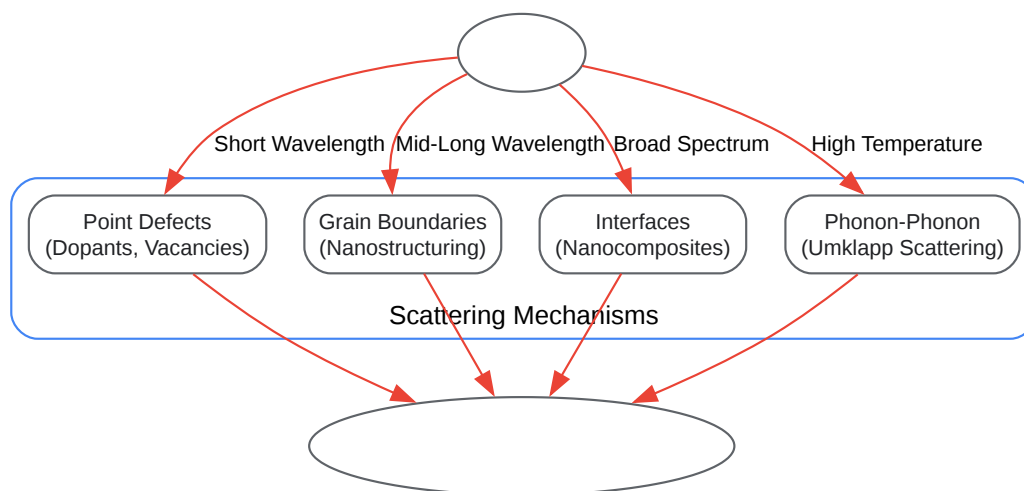 Short Wavelength
Mid-Long Wavelength
Broad Spectrum
High Temperature
Point Defects
(Dopants, Vacancies)
Grain Boundaries
(Nanostructuring)
Interfaces
(Nanocomposites)
Phonon-Phonon
(Umklapp Scattering)
Scattering Mechanisms